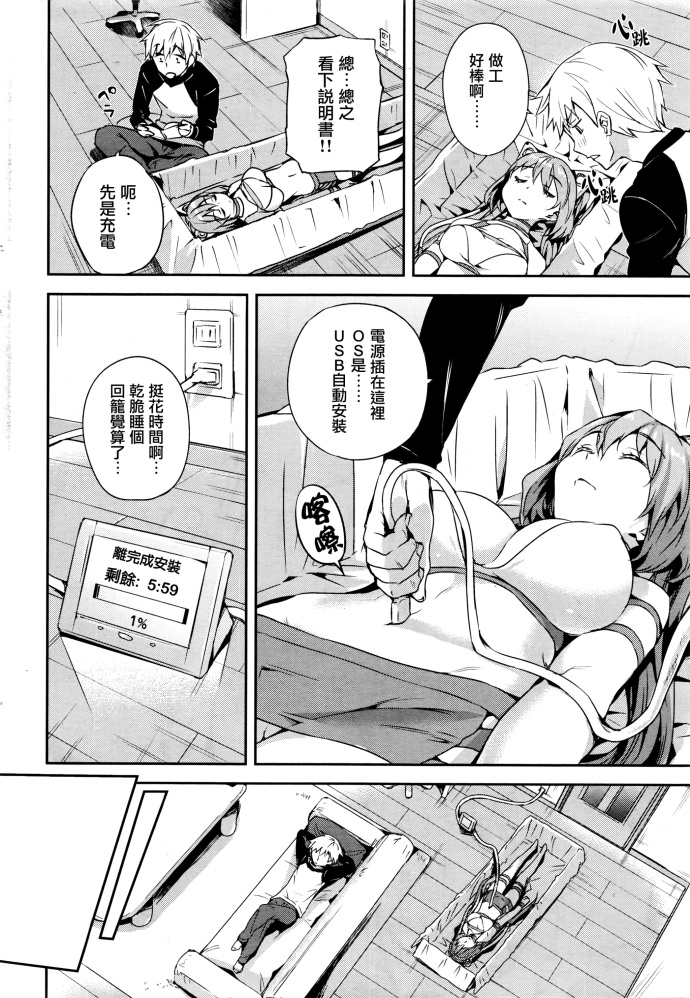 心跳
做工
好棒啊……
心跳
總…總之
看下説明書!!
ペラ
呃…
先是充電
電源插在這裡
OS是……
USB自動安裝
喀嚓
挺花時間啊…
乾脆睡個
回籠覺算了…
離完成安裝
剩餘: 5:59
1%